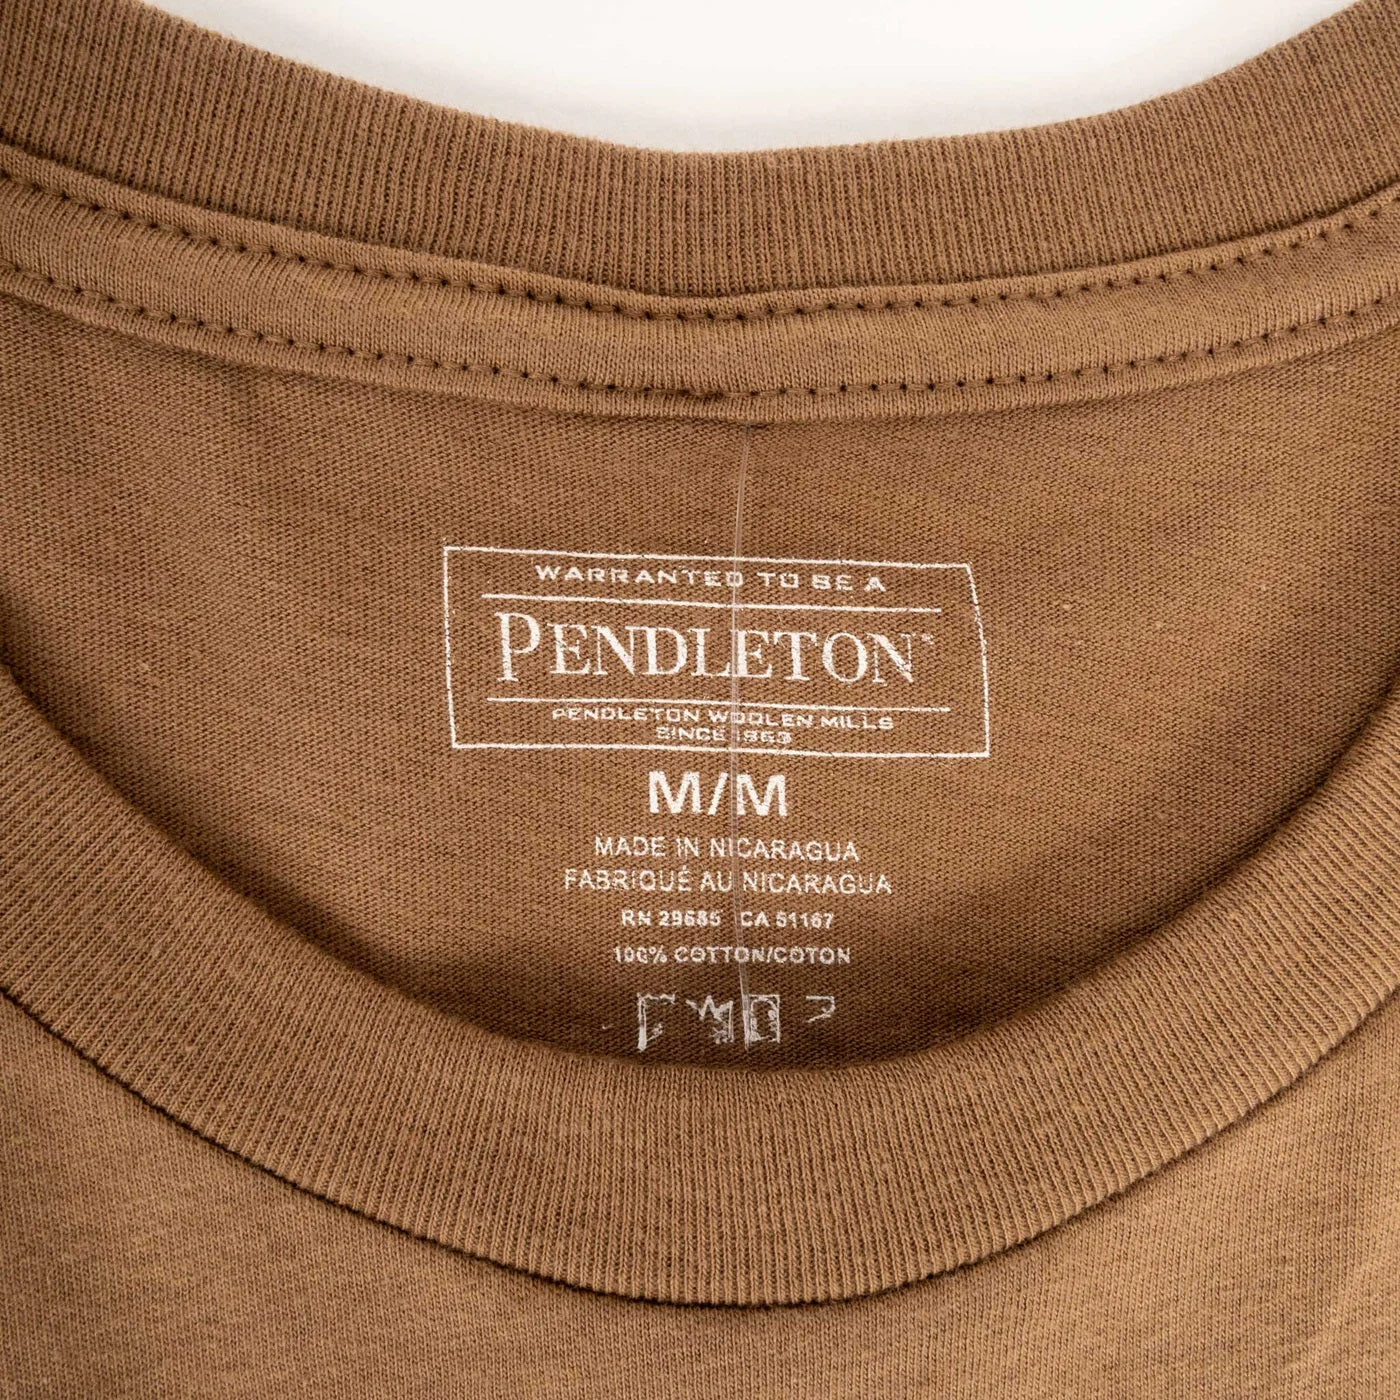 WARRANTED TO BE A
PENDLETON™
PENDLETON WOOLEN MILLS
SINCE 1863
M/M
MADE IN NICARAGUA
FABRIQUÉ AU NICARAGUA
RN 29685 CA 51167
100% COTTON/COTON